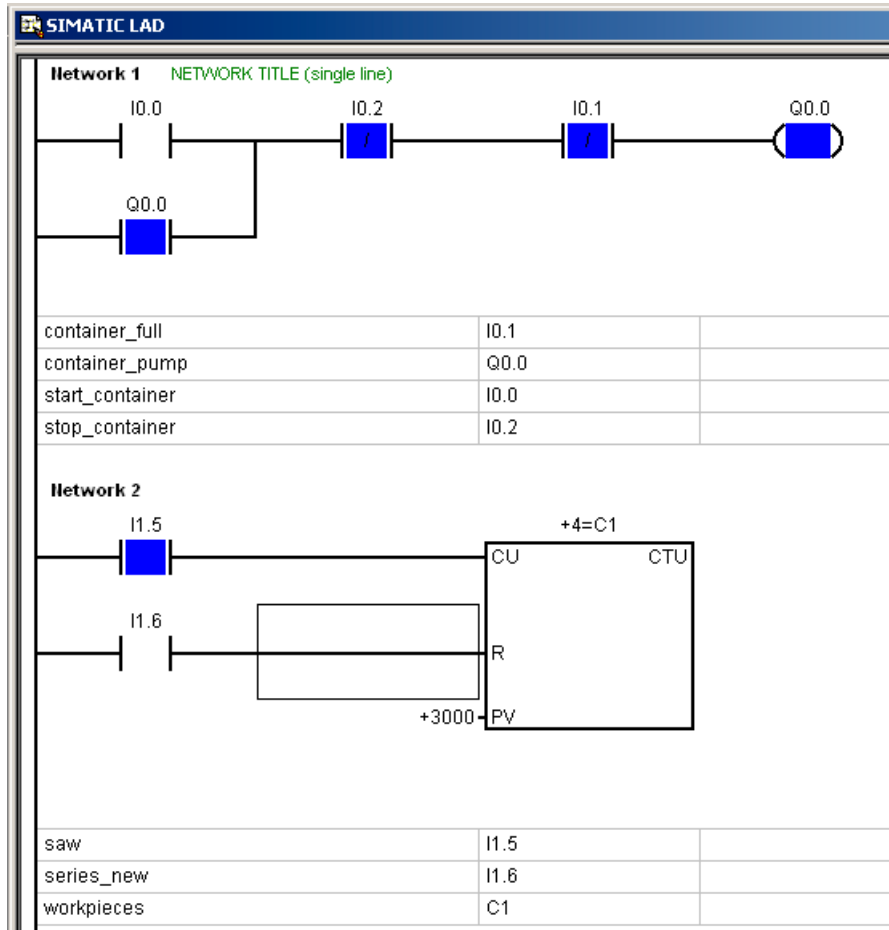 SIMATIC LAD
Network 1 NETWORK TITLE (single line)
I0.0 I0.2 I0.1 Q0.0
/ /
Q0.0
container_full I0.1
container_pump Q0.0
start_container I0.0
stop_container I0.2
Network 2
I1.5 +4=C1
CU CTU
I1.6
R
+3000 PV
saw I1.5
series_new I1.6
workpieces C1